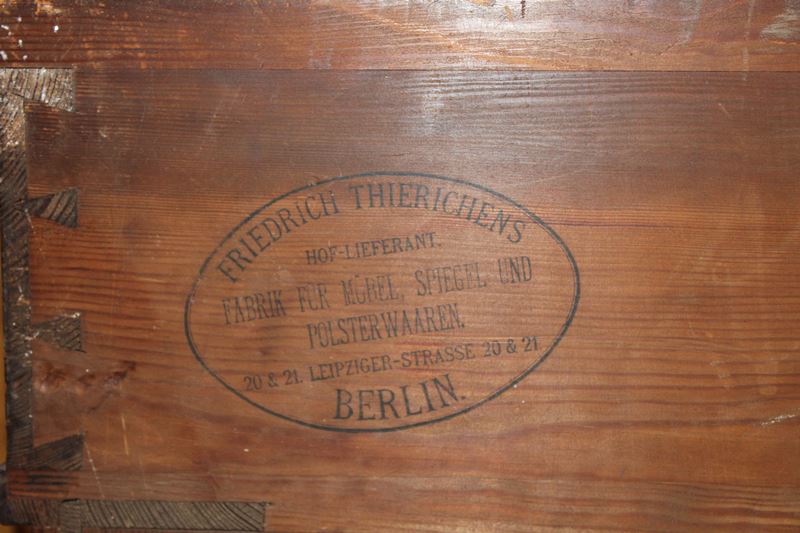 FRIEDRICH THIERICHENS
HOF-LIEFERANT.
FABRIK FÜR MÖBEL, SPIEGEL- UND
POLSTERWAAREN.
20 & 21. LEIPZIGER-STRASSE 20 & 21.
BERLIN.